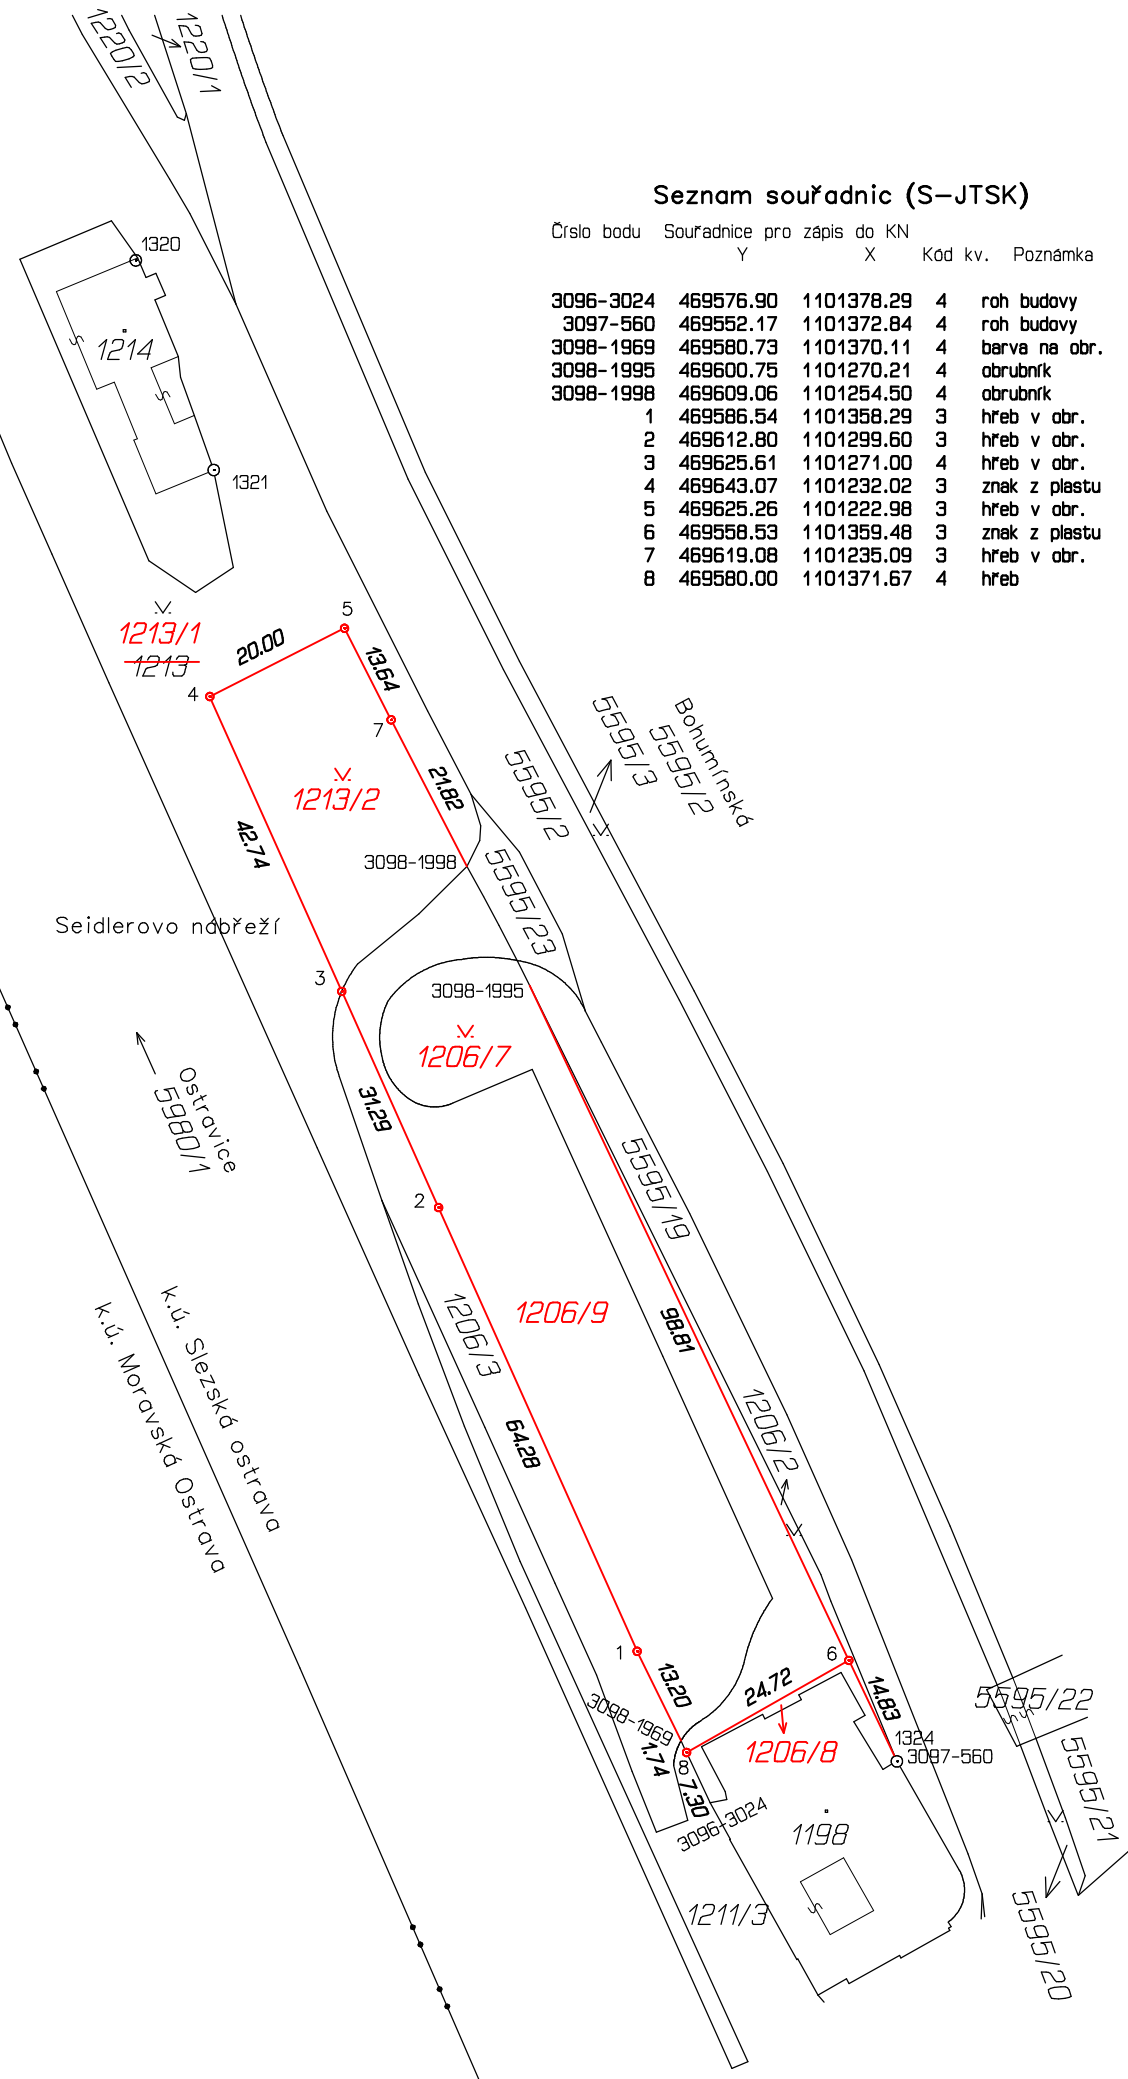 1220/2
1220/1
Seznam souřadnic (S-JTSK)
Číslo bodu Souřadnice pro zápis do KN
Y X Kód kv. Poznámka
3096-3024 469576.90 1101378.29 4 roh budovy
3097-560 469552.17 1101372.84 4 roh budovy
3098-1969 469580.73 1101370.11 4 barva na obr.
3098-1995 469600.75 1101270.21 4 obrubník
3098-1998 469609.06 1101254.50 4 obrubník
1 469586.54 1101358.29 3 hřeb v obr.
2 469612.80 1101299.60 3 hřeb v obr.
3 469625.61 1101271.00 4 hřeb v obr.
4 469643.07 1101232.02 3 znak z plastu
5 469625.26 1101222.98 3 hřeb v obr.
6 469558.53 1101359.48 3 znak z plastu
7 469619.08 1101235.09 3 hřeb v obr.
8 469580.00 1101371.67 4 hřeb
1320
1214
1321
1213/1
1213
5
20.00
13.64
4
7
Bohumínská
5595/2
5595/3
5595/2
1213/2
21.82
42.74
3098-1998
5595/23
Seidlerovo nábřeží
3
3098-1995
1206/7
Ostravice
5980/1
31.29
2
5595/19
1206/9
1206/3
98.81
k.ú. Slezská ostrava
k.ú. Moravská Ostrava
64.28
1206/2
1
6
13.20
24.72
14.83
5595/22
3098-1969
1.74
8
1206/8
1324
3097-560
7.30
3096-3024
1198
5595/21
1211/3
5595/20